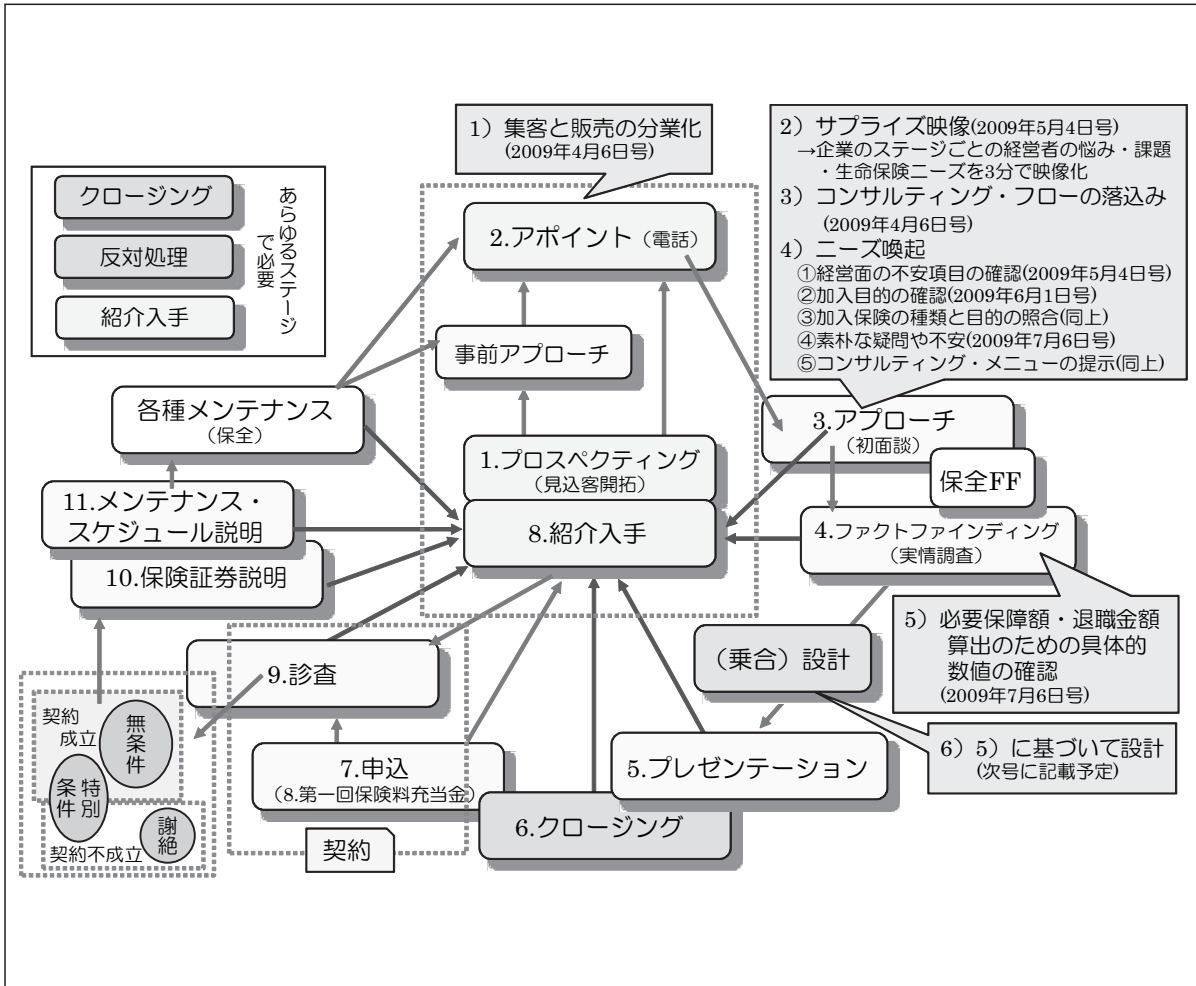 1）集客と販売の分業化
(2009年4月6日号)
2）サプライズ映像(2009年5月4日号)
→企業のステージごとの経営者の悩み・課題
・生命保険ニーズを3分で映像化
3）コンサルティング・フローの落込み
(2009年4月6日号)
4）ニーズ喚起
①経営面の不安項目の確認(2009年5月4日号)
②加入目的の確認(2009年6月1日号)
③加入保険の種類と目的の照合(同上)
④素朴な疑問や不安(2009年7月6日号)
⑤コンサルティング・メニューの提示(同上)
クロージング
反対処理
紹介入手
あらゆるステージ
で必要
2.アポイント（電話）
事前アプローチ
各種メンテナンス
（保全）
3.アプローチ
（初面談）
保全FF
1.プロスペクティング
（見込客開拓）
8.紹介入手
11.メンテナンス・
スケジュール説明
10.保険証券説明
4.ファクトファインディング
（実情調査）
5）必要保障額・退職金額
算出のための具体的
数値の確認
(2009年7月6日号)
（乗合）設計
9.診査
契約
成立
無条件
特別
条件
謝絶
契約不成立
7.申込
（8.第一回保険料充当金）
契約
5.プレゼンテーション
6.クロージング
6）5）に基づいて設計
（次号に記載予定）